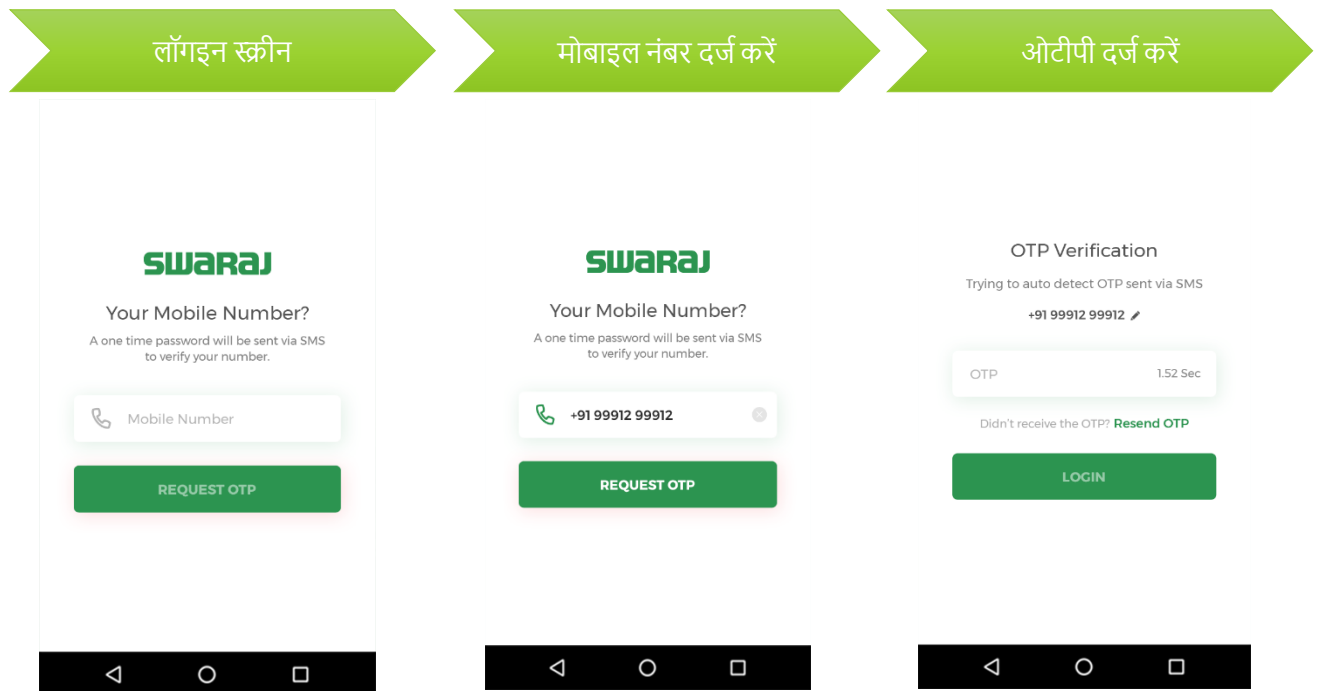 लॉगइन स्क्रीन
मोबाइल नंबर दर्ज करें
ओटीपी दर्ज करें
SWARAJ
Your Mobile Number?
A one time password will be sent via SMS
to verify your number.
Mobile Number
REQUEST OTP
SWARAJ
Your Mobile Number?
A one time password will be sent via SMS
to verify your number.
+91 99912 99912
REQUEST OTP
OTP Verification
Trying to auto detect OTP sent via SMS
+91 99912 99912
OTP 1.52 Sec
Didn't receive the OTP? Resend OTP
LOGIN